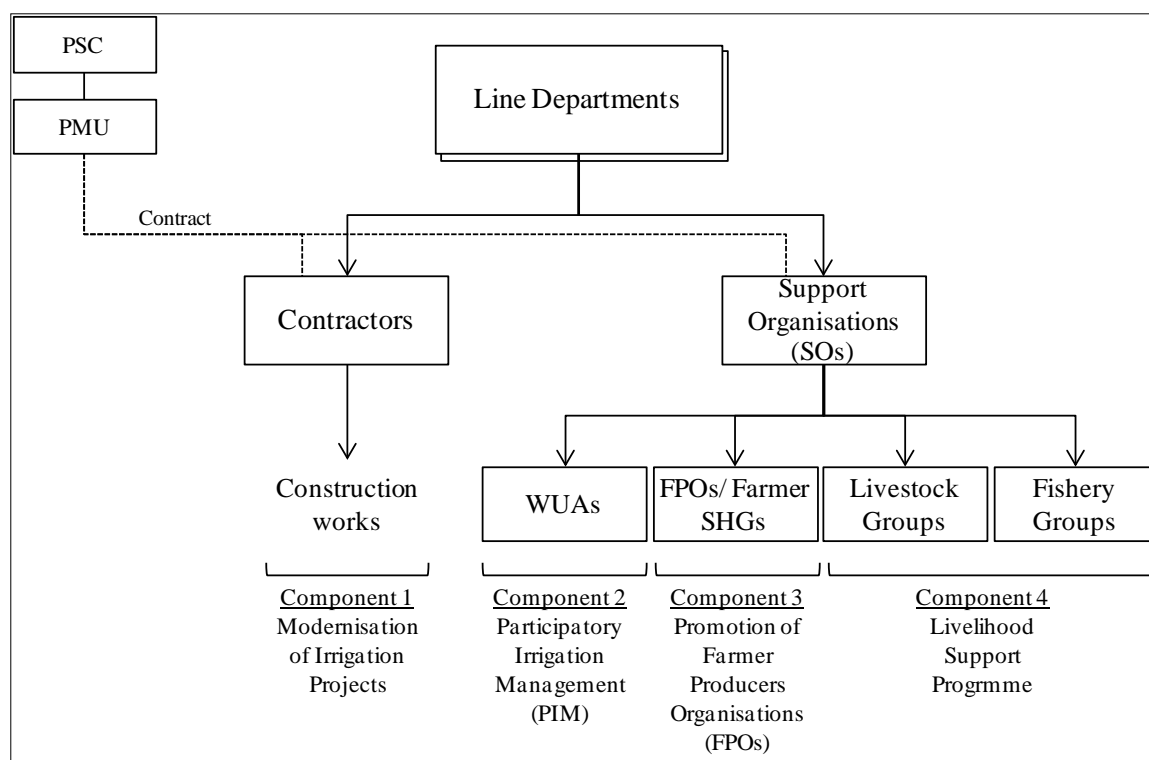 PSC
PMU
Line Departments
Contract
Contractors
Support
Organisations
(SOs)
Construction
works
WUAs
FPOs/ Farmer
SHGs
Livestock
Groups
Fishery
Groups
Component 1
Modernisation
of Irrigation
Projects
Component 2
Participatory
Irrigation
Management
(PIM)
Component 3
Promotion of
Farmer
Producers
Organisations
(FPOs)
Component 4
Livelihood
Support
Progrmme